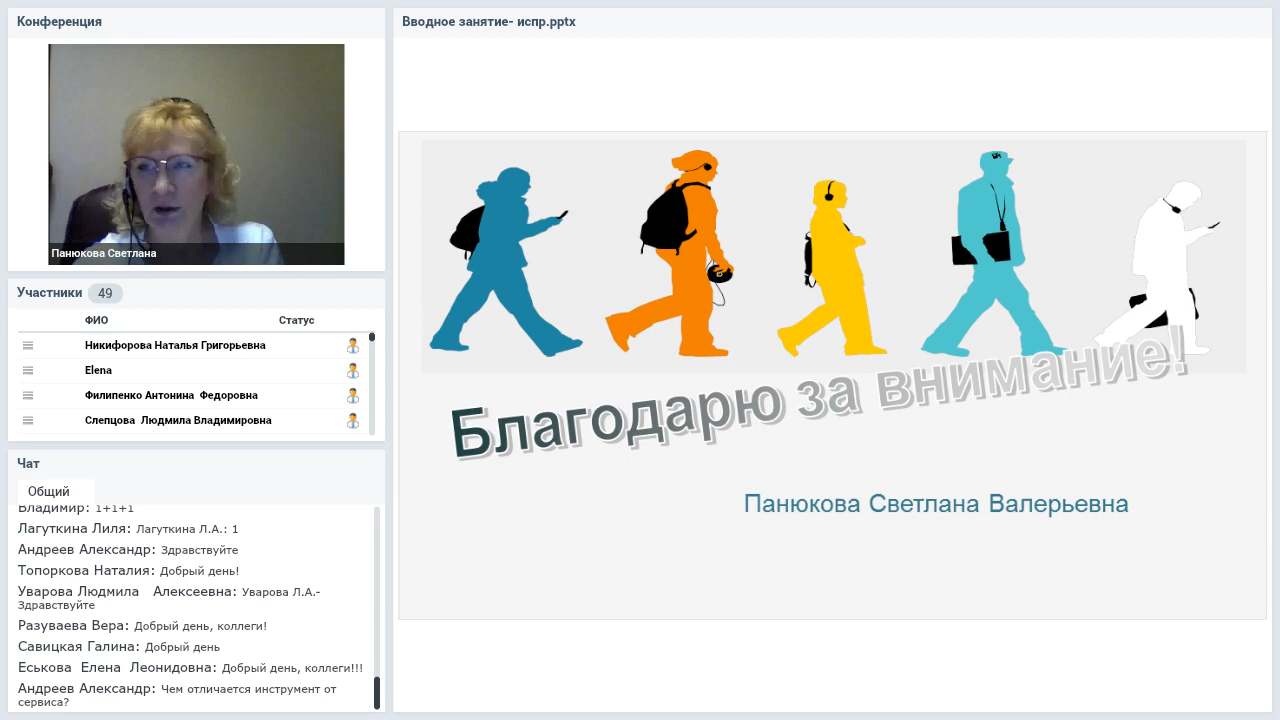 Конференция
Панюкова Светлана
Участники 49
ФИО Статус
Никифорова Наталья Григорьевна
Elena
Филипенко Антонина Федоровна
Слепцова Людмила Владимировна
Чат
Общий
Владимир: 1+1+1
Лагуткина Лиля: Лагуткина Л.А.: 1
Андреев Александр: Здравствуйте
Топоркова Наталия: Добрый день!
Уварова Людмила Алексеевна: Уварова Л.А.-
Здравствуйте
Разуваева Вера: Добрый день, коллеги!
Савицкая Галина: Добрый день
Еськова Елена Леонидовна: Добрый день, коллеги!!!
Андреев Александр: Чем отличается инструмент от
сервиса?
Вводное занятие- испр.pptx
Благодарю за внимание!
Панюкова Светлана Валерьевна